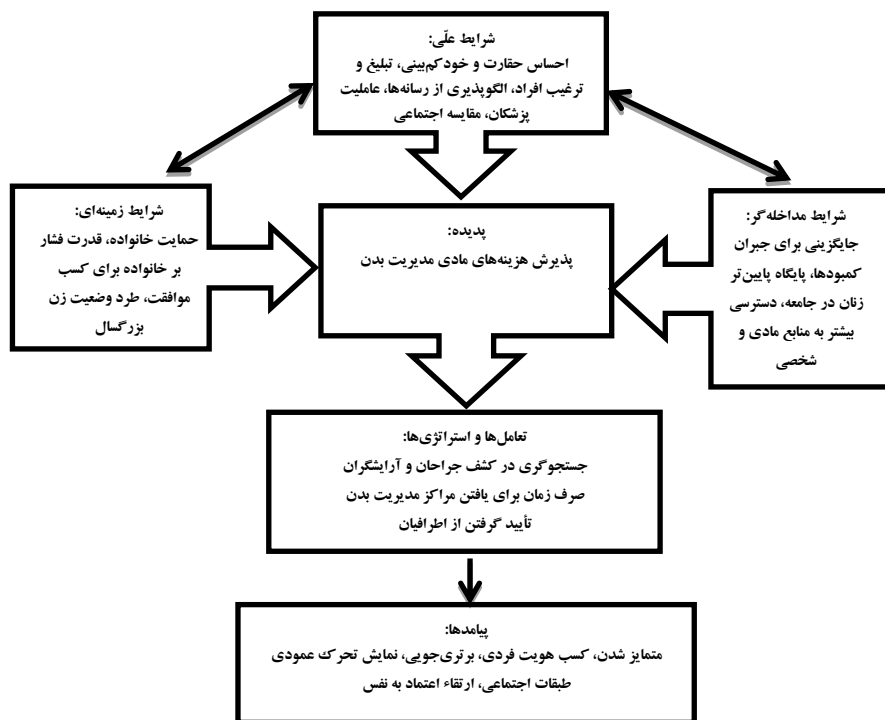 شرایط علّی:
احساس حقارت و خودکم‌بینی، تبلیغ و
ترغیب افراد، الگوپذیری از رسانه‌ها، عاملیت
پزشکان، مقایسه اجتماعی
شرایط مداخله‌گر:
جایگزینی برای جبران
کمبودها، پایگاه پایین‌تر
زنان در جامعه، دسترسی
بیشتر به منابع مادی و
شخصی
پدیده:
پذیرش هزینه‌های مادی مدیریت بدن
شرایط زمینه‌ای:
حمایت خانواده، قدرت فشار
بر خانواده برای کسب
موافقت، طرد وضعیت زن
بزرگسال
تعامل‌ها و استراتژی‌ها:
جستجوگری در کشف جراحان و آرایشگران
صرف زمان برای یافتن مراکز مدیریت بدن
تأیید گرفتن از اطرافیان
پیامدها:
متمایز شدن، کسب هویت فردی، برتری‌جویی، نمایش تحرک عمودی
طبقات اجتماعی، ارتقاء اعتماد به نفس